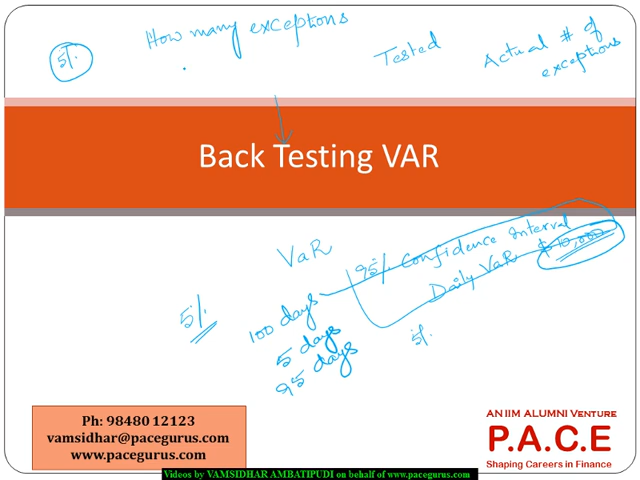 How many exceptions
5%
Tested
Actual # of
exceptions
Back Testing VAR
VaR
95% Confidence Interval
Daily VaR $10,000
5%
100 days
5 days
95 days
5%
Ph: 98480 12123
vamsidhar@pacegurus.com
www.pacegurus.com
AN IIM ALUMNI VENTURE
P.A.C.E
Shaping Careers in Finance
Videos by VAMSIDHAR AMBATIPUDI on behalf of www.pacegurus.com